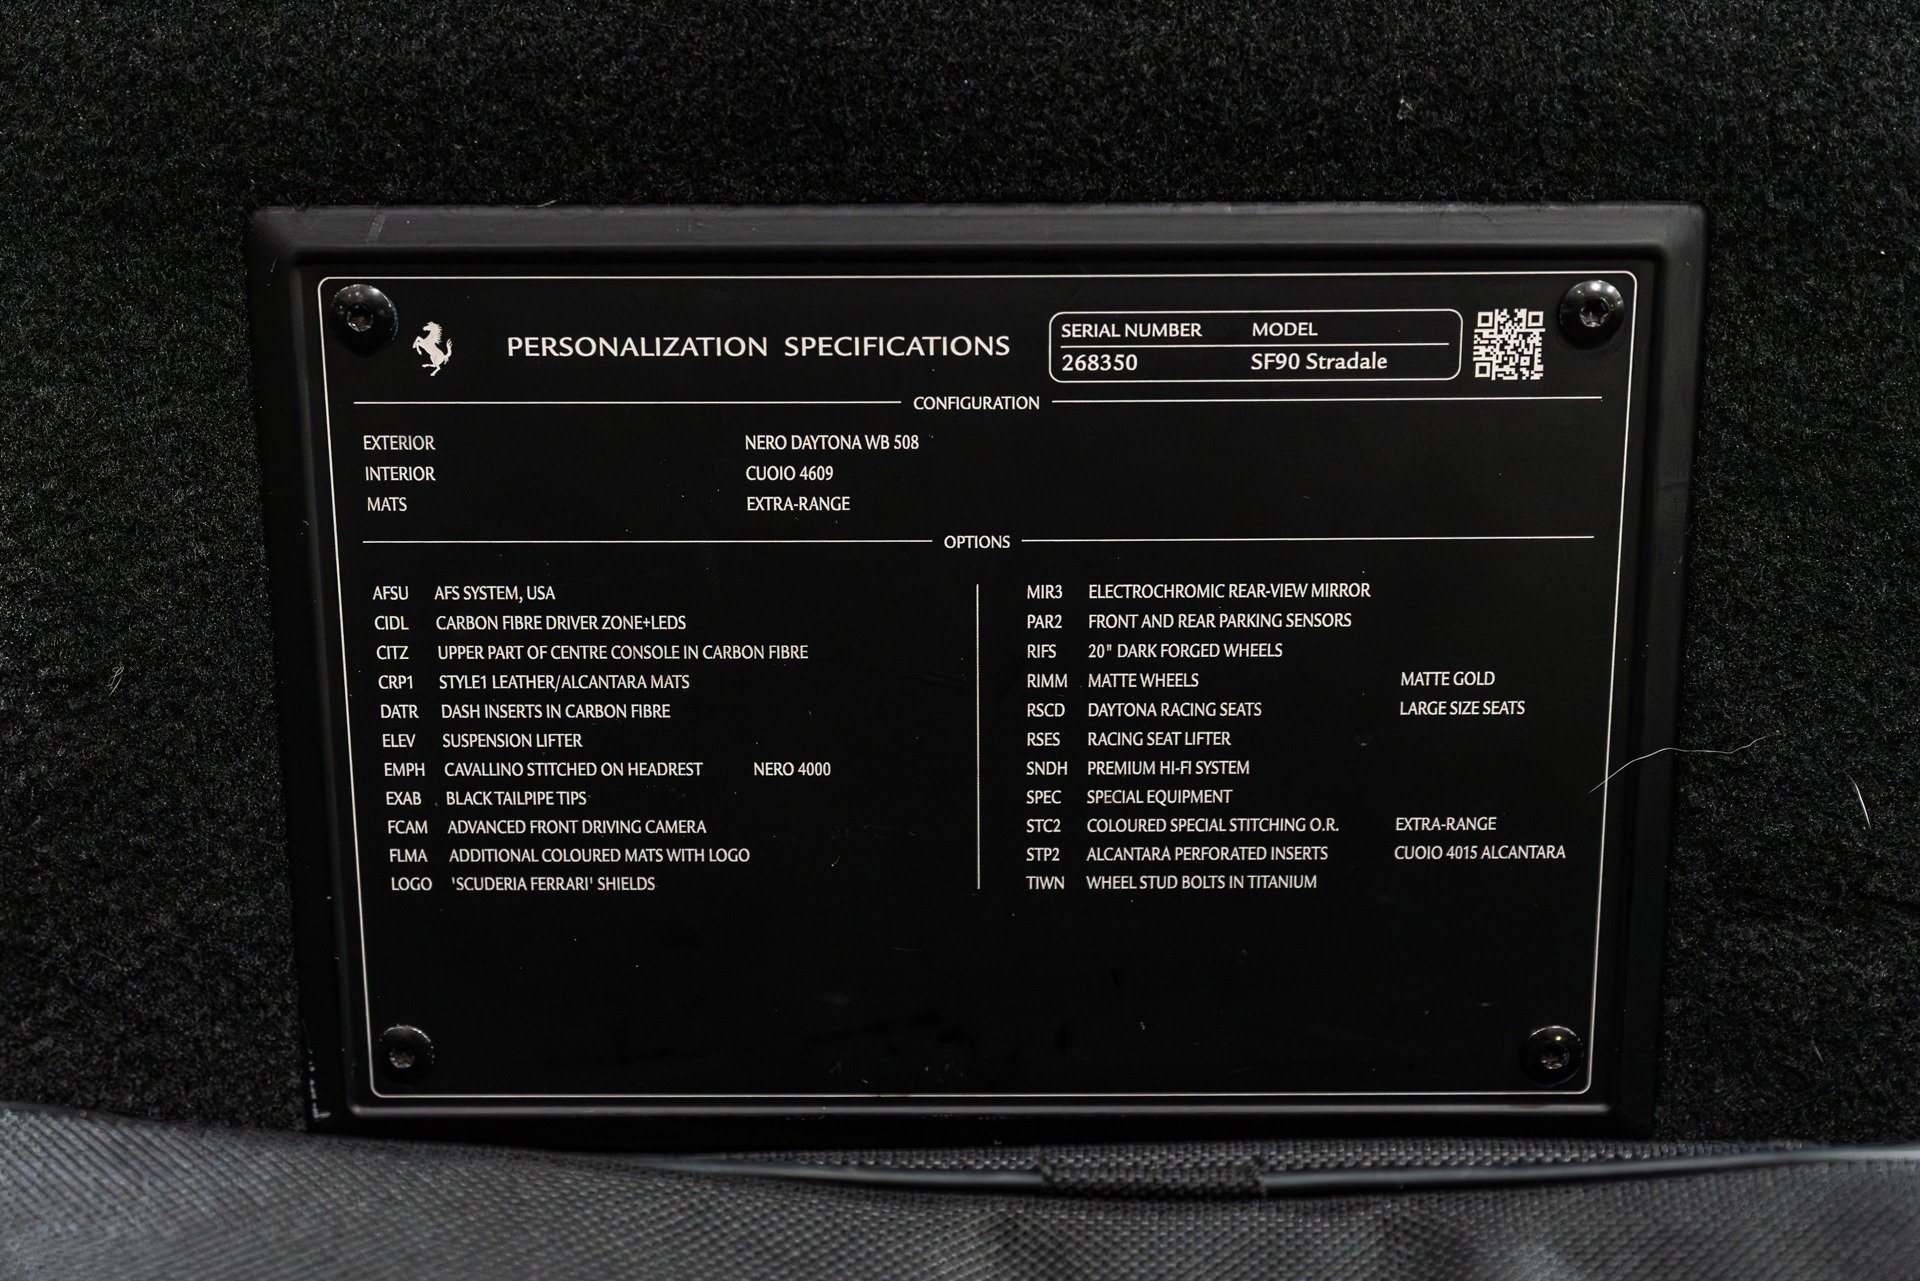 PERSONALIZATION SPECIFICATIONS
SERIAL NUMBER MODEL
268350 SF90 Stradale
CONFIGURATION
EXTERIOR NERO DAYTONA WB 508
INTERIOR CUOIO 4609
MATS EXTRA-RANGE
OPTIONS
AFSU AFS SYSTEM, USA
CIDL CARBON FIBRE DRIVER ZONE+LEDS
CITZ UPPER PART OF CENTRE CONSOLE IN CARBON FIBRE
CRP1 STYLE1 LEATHER/ALCANTARA MATS
DATR DASH INSERTS IN CARBON FIBRE
ELEV SUSPENSION LIFTER
EMPH CAVALLINO STITCHED ON HEADREST NERO 4000
EXAB BLACK TAILPIPE TIPS
FCAM ADVANCED FRONT DRIVING CAMERA
FLMA ADDITIONAL COLOURED MATS WITH LOGO
LOGO 'SCUDERIA FERRARI' SHIELDS
MIR3 ELECTROCHROMIC REAR-VIEW MIRROR
PAR2 FRONT AND REAR PARKING SENSORS
RIFS 20" DARK FORGED WHEELS
RIMM MATTE WHEELS MATTE GOLD
RSCD DAYTONA RACING SEATS LARGE SIZE SEATS
RSES RACING SEAT LIFTER
SNDH PREMIUM HI-FI SYSTEM
SPEC SPECIAL EQUIPMENT
STC2 COLOURED SPECIAL STITCHING O.R. EXTRA-RANGE
STP2 ALCANTARA PERFORATED INSERTS CUOIO 4015 ALCANTARA
TIWN WHEEL STUD BOLTS IN TITANIUM